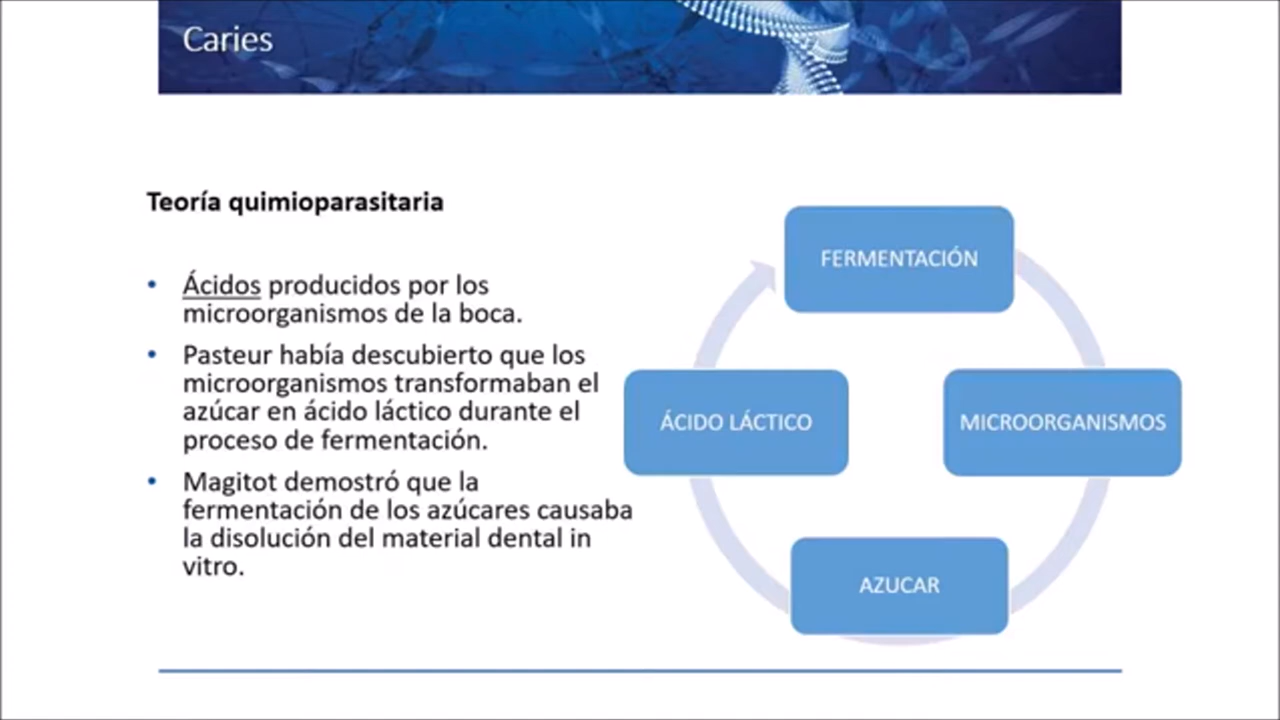 Caries
Teoría quimioparasitaria
• Ácidos producidos por los
microorganismos de la boca.
• Pasteur había descubierto que los
microorganismos transformaban el
azúcar en ácido láctico durante el
proceso de fermentación.
• Magitot demostró que la
fermentación de los azúcares causaba
la disolución del material dental in
vitro.
FERMENTACIÓN
MICROORGANISMOS
AZUCAR
ÁCIDO LÁCTICO